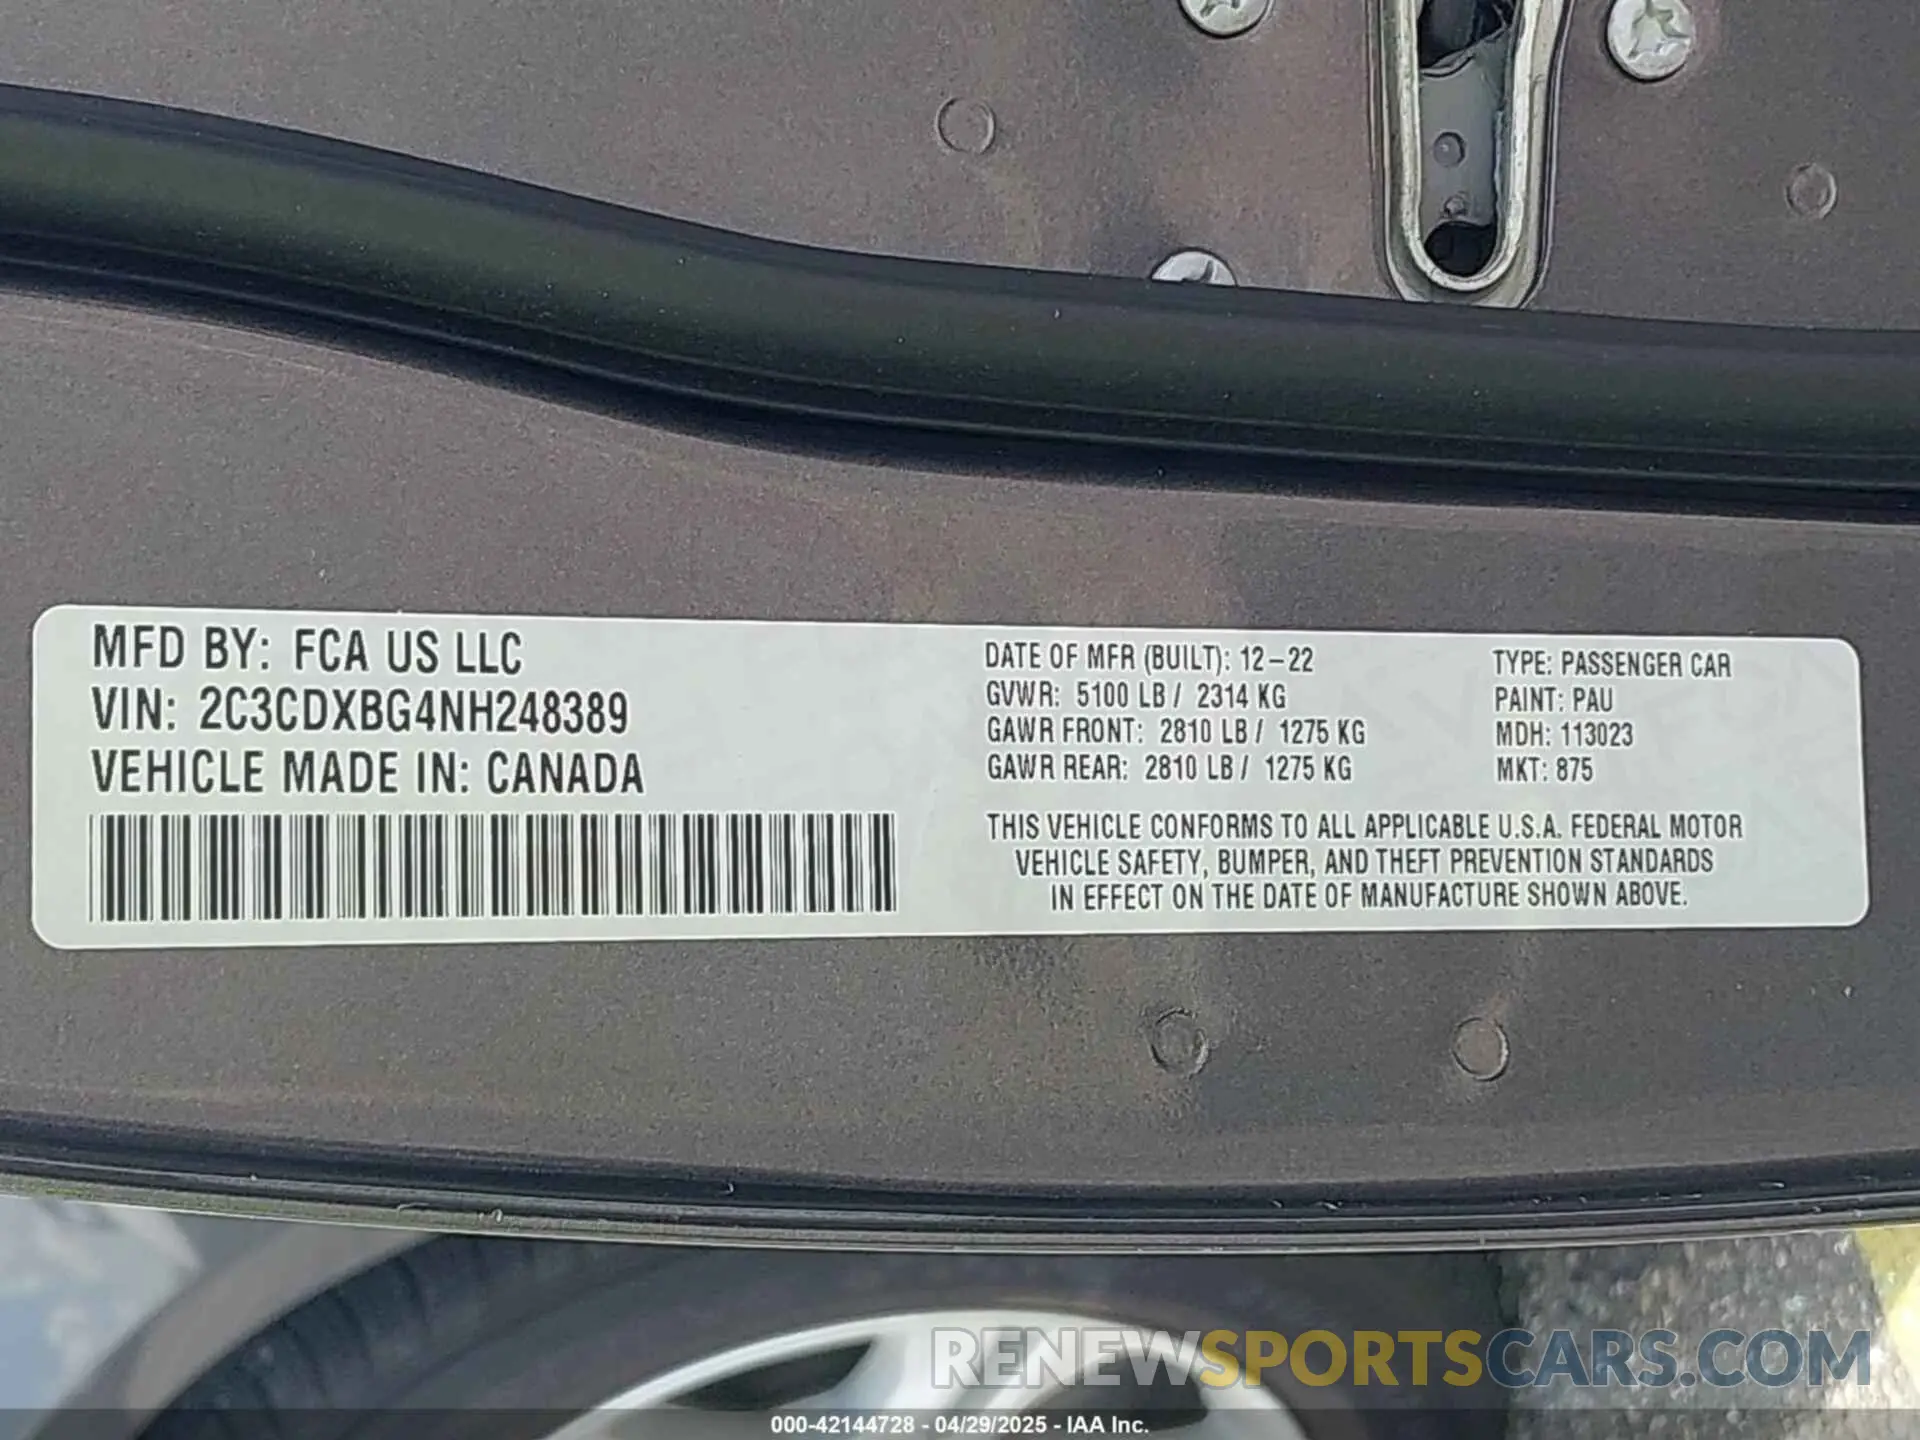 MFD BY: FCA US LLC
VIN: 2C3CDXBG4NH248389
VEHICLE MADE IN: CANADA
DATE OF MFR (BUILT): 12-22
GVWR: 5100 LB / 2314 KG
GAWR FRONT: 2810 LB / 1275 KG
GAWR REAR: 2810 LB / 1275 KG
TYPE: PASSENGER CAR
PAINT: PAU
MDH: 113023
MKT: 875
THIS VEHICLE CONFORMS TO ALL APPLICABLE U.S.A. FEDERAL MOTOR
VEHICLE SAFETY, BUMPER, AND THEFT PREVENTION STANDARDS
IN EFFECT ON THE DATE OF MANUFACTURE SHOWN ABOVE.
RENEWSPORTSCARS.COM
000-42144728 - 04/29/2025 - IAA Inc.